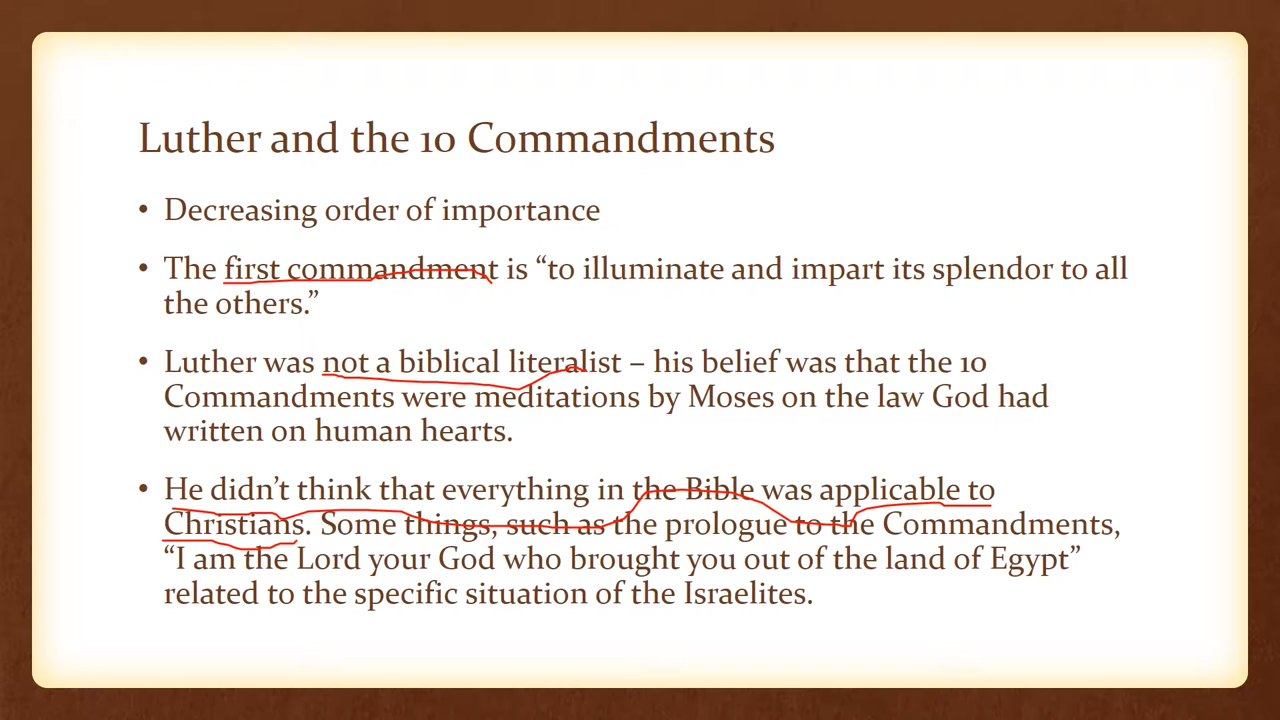 Luther and the 10 Commandments
• Decreasing order of importance
• The first commandment is “to illuminate and impart its splendor to all
the others.”
• Luther was not a biblical literalist – his belief was that the 10
Commandments were meditations by Moses on the law God had
written on human hearts.
• He didn’t think that everything in the Bible was applicable to
Christians. Some things, such as the prologue to the Commandments,
“I am the Lord your God who brought you out of the land of Egypt”
related to the specific situation of the Israelites.